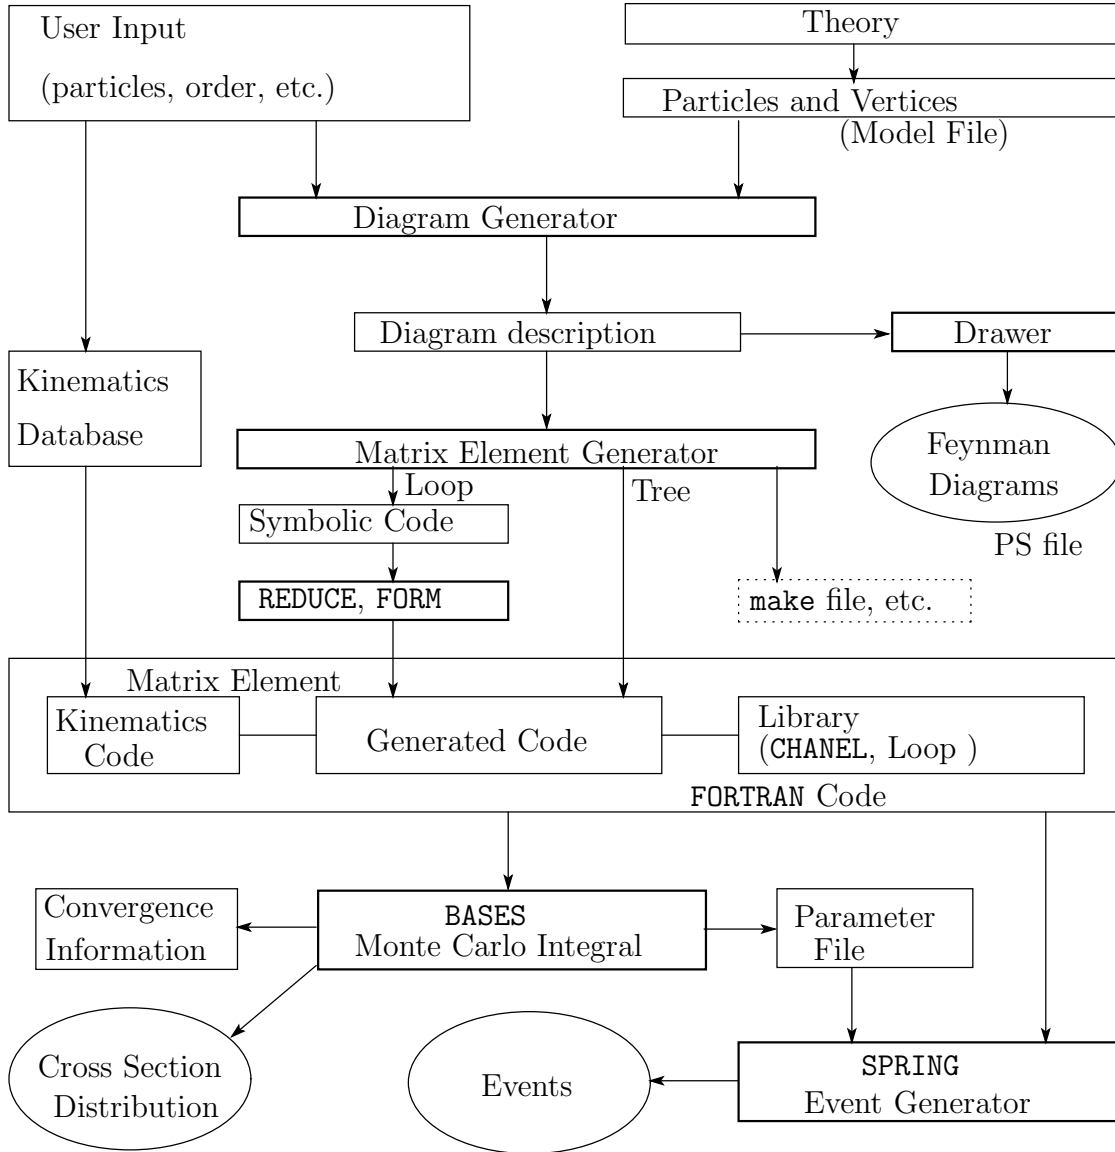 User Input
(particles, order, etc.)
Theory
Particles and Vertices
(Model File)
Diagram Generator
Diagram description
Drawer
Kinematics
Database
Feynman
Diagrams
PS file
Matrix Element Generator
Loop
Tree
Symbolic Code
REDUCE, FORM
make file, etc.
Matrix Element
Kinematics
Code
Generated Code
Library
(CHANEL, Loop )
FORTRAN Code
Convergence
Information
BASES
Monte Carlo Integral
Parameter
File
Cross Section
Distribution
Events
SPRING
Event Generator